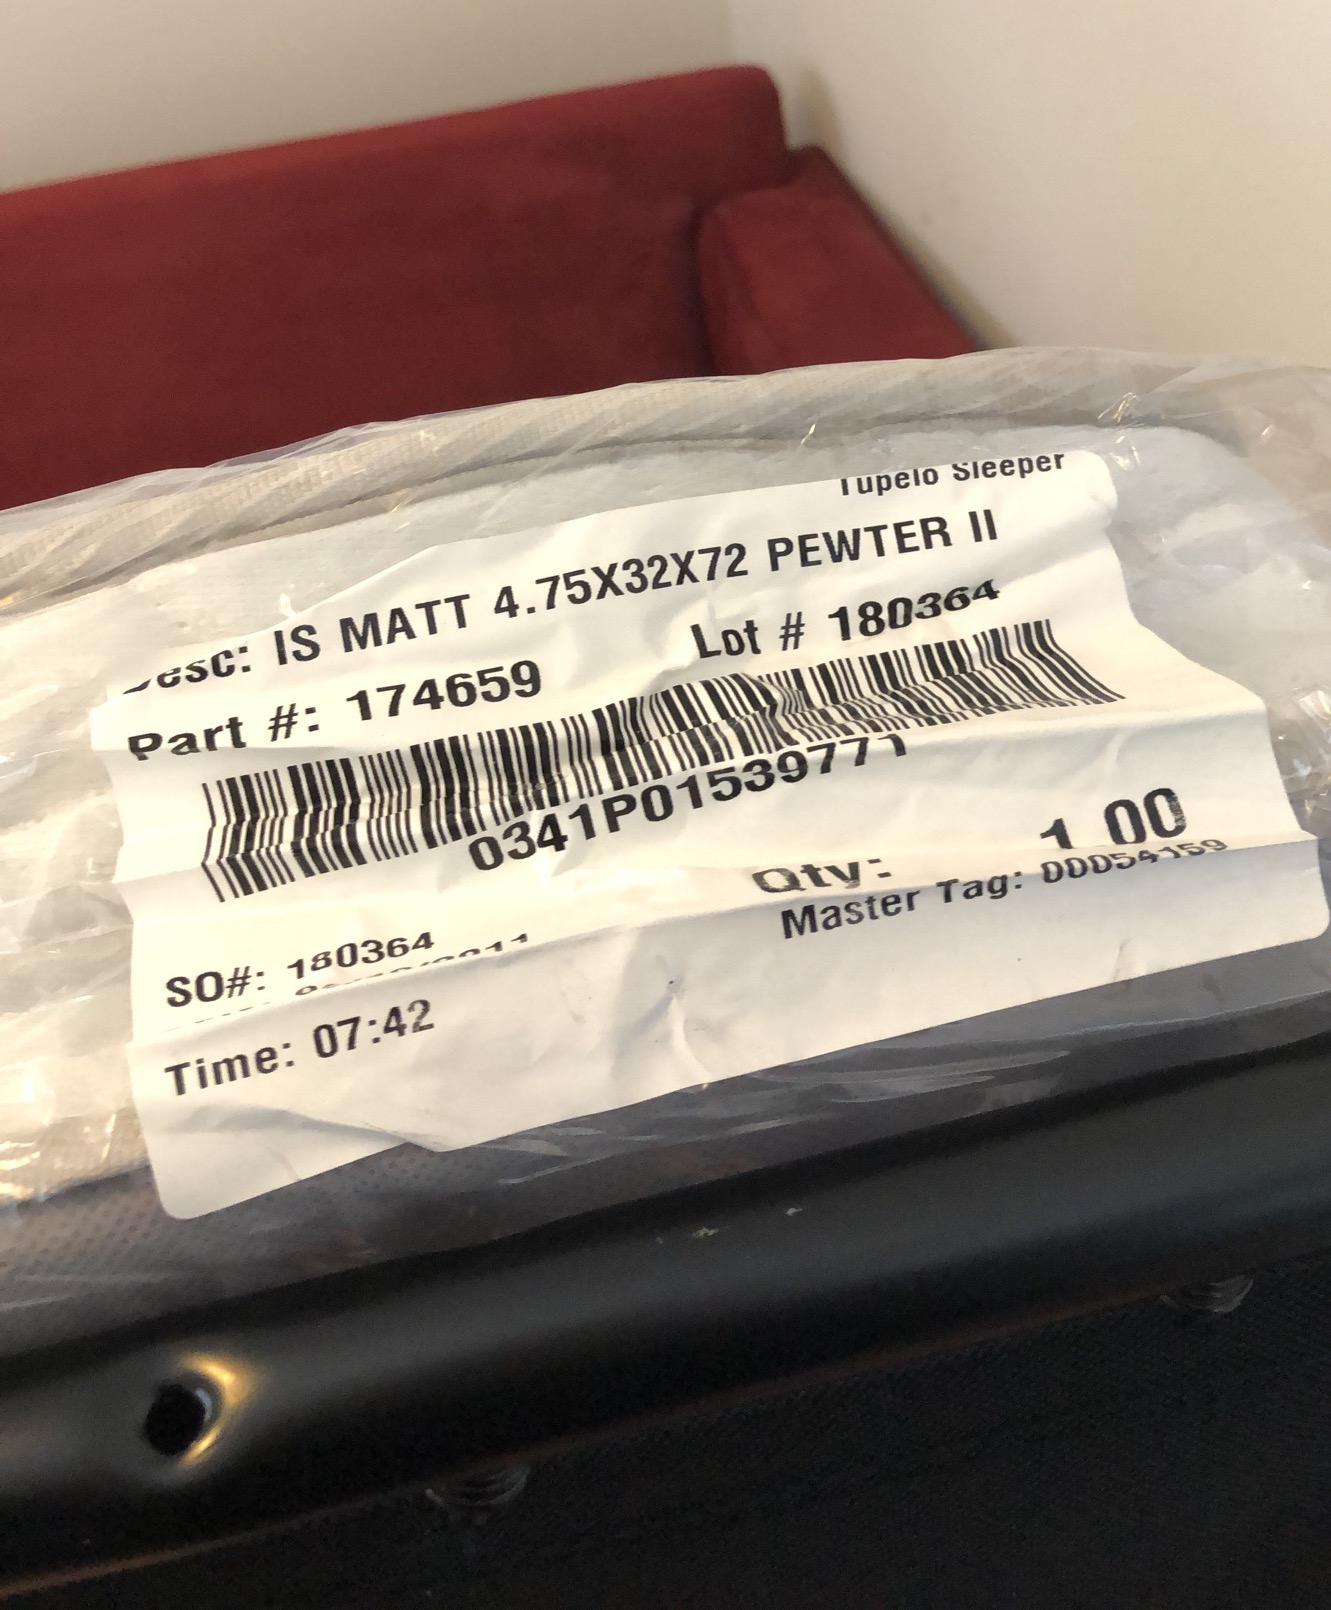 Tupelo Sleeper
Desc: IS MATT 4.75X32X72 PEWTER II
Part #: 174659 Lot # 180364
0341P01539771
Qty: 1.00
SO#: 180364 Master Tag: 00054159
Time: 07:42